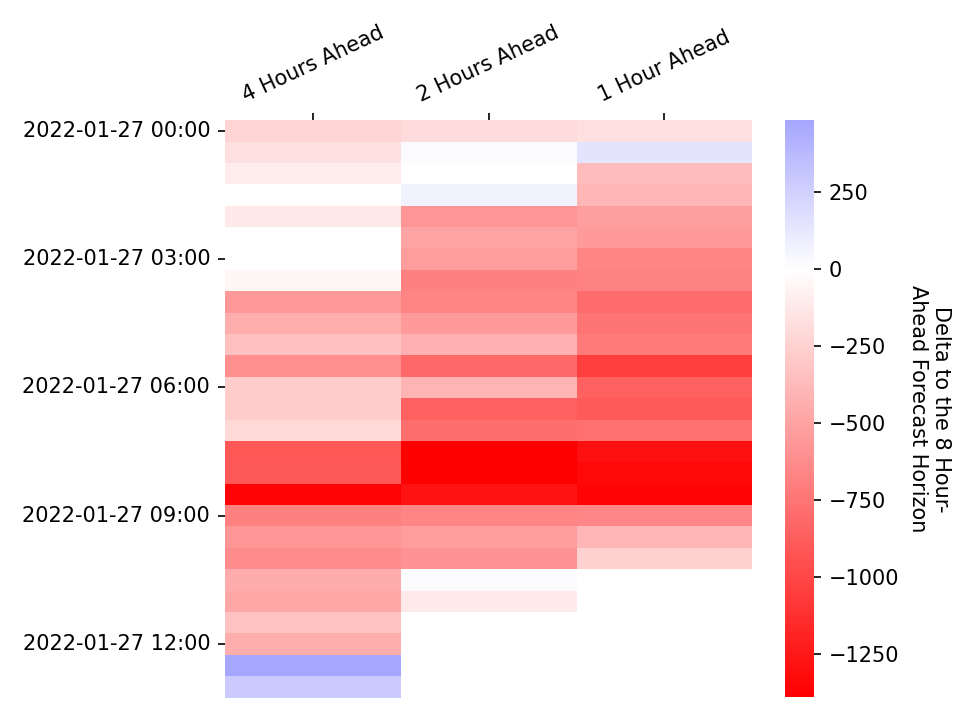 4 Hours Ahead
2 Hours Ahead
1 Hour Ahead
2022-01-27 00:00
2022-01-27 03:00
2022-01-27 06:00
2022-01-27 09:00
2022-01-27 12:00
250
0
−250
−500
−750
−1000
−1250
Delta to the 8 Hour-
Ahead Forecast Horizon